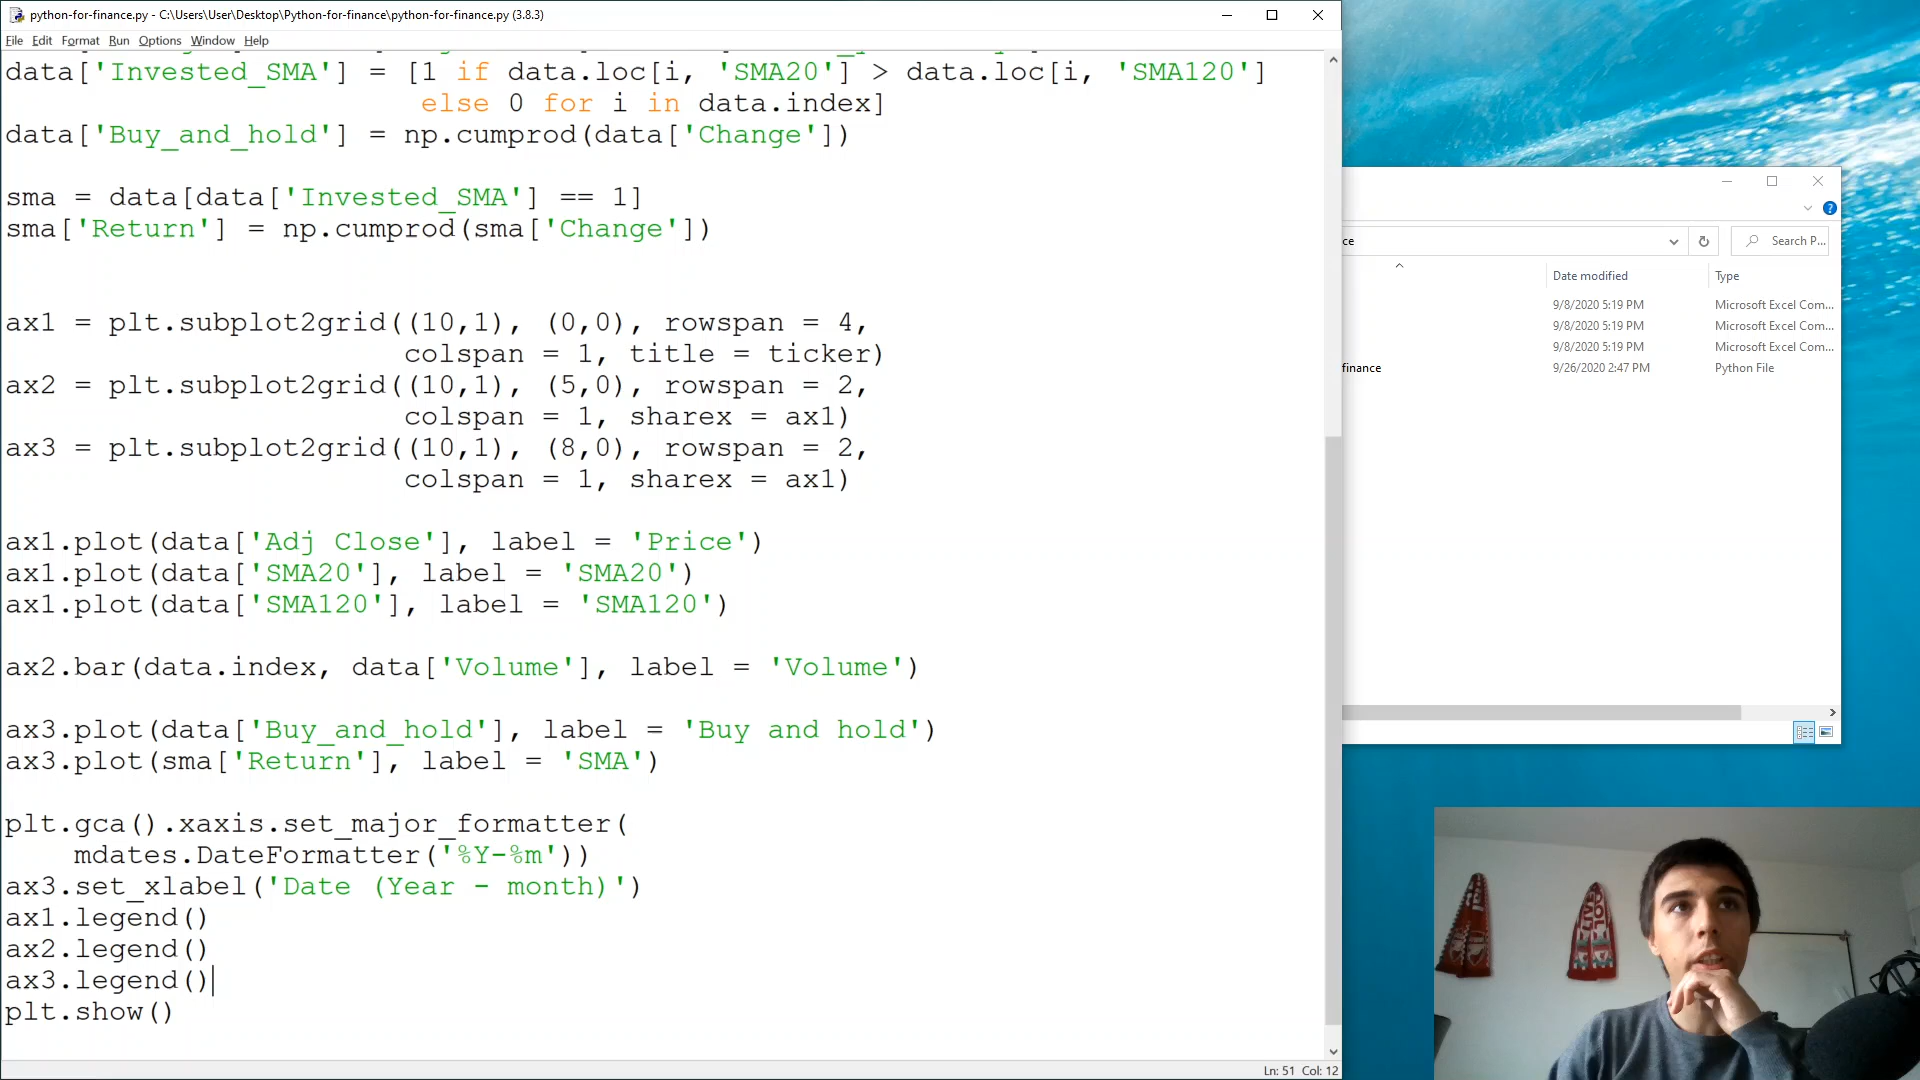 python-for-finance.py - C:\Users\User\Desktop\Python-for-finance\python-for-finance.py (3.8.3)
File Edit Format Run Options Window Help
data['Invested_SMA'] = [1 if data.loc[i, 'SMA20'] > data.loc[i, 'SMA120']
else 0 for i in data.index]
data['Buy_and_hold'] = np.cumprod(data['Change'])
sma = data[data['Invested_SMA'] == 1]
sma['Return'] = np.cumprod(sma['Change'])
ax1 = plt.subplot2grid((10,1), (0,0), rowspan = 4,
colspan = 1, title = ticker)
ax2 = plt.subplot2grid((10,1), (5,0), rowspan = 2,
colspan = 1, sharex = ax1)
ax3 = plt.subplot2grid((10,1), (8,0), rowspan = 2,
colspan = 1, sharex = ax1)
ax1.plot(data['Adj Close'], label = 'Price')
ax1.plot(data['SMA20'], label = 'SMA20')
ax1.plot(data['SMA120'], label = 'SMA120')
ax2.bar(data.index, data['Volume'], label = 'Volume')
ax3.plot(data['Buy_and_hold'], label = 'Buy and hold')
ax3.plot(sma['Return'], label = 'SMA')
plt.gca().xaxis.set_major_formatter(
mdates.DateFormatter('%Y-%m'))
ax3.set_xlabel('Date (Year - month)')
ax1.legend()
ax2.legend()
ax3.legend()
plt.show()
Ln: 51 Col: 12
ce
Search P...
Date modified Type
9/8/2020 5:19 PM Microsoft Excel Com...
9/8/2020 5:19 PM Microsoft Excel Com...
9/8/2020 5:19 PM Microsoft Excel Com...
finance 9/26/2020 2:47 PM Python File